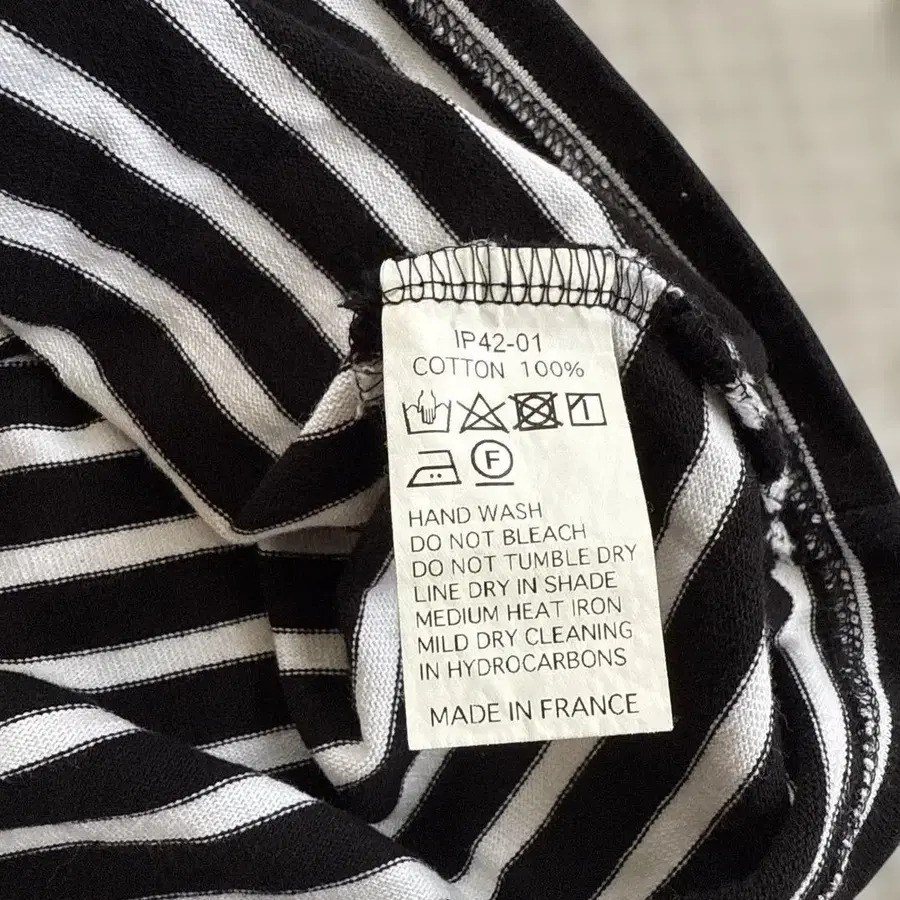 IP42-01
COTTON 100%
F
HAND WASH
DO NOT BLEACH
DO NOT TUMBLE DRY
LINE DRY IN SHADE
MEDIUM HEAT IRON
MILD DRY CLEANING
IN HYDROCARBONS
MADE IN FRANCE